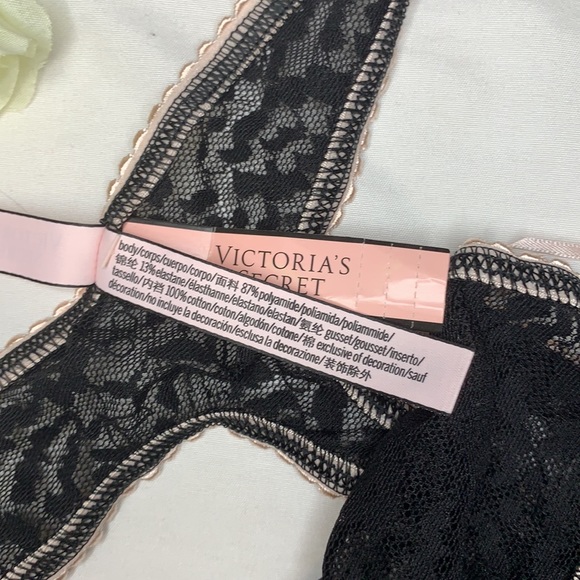 VICTORIA'S
SECRET
body/corps/cuerpo/corpo/面料 87% polyamide/poliamida/poliammide/
锦纶 13% elastane/élasthanne/elastano/elastan/氨纶 gusset/gousset/inserto/
tassello/内裆 100% cotton/coton/algodón/cotone/棉 exclusive of decoration/sauf
décoration/no incluye la decoración/esclusa la decorazione/装饰除外